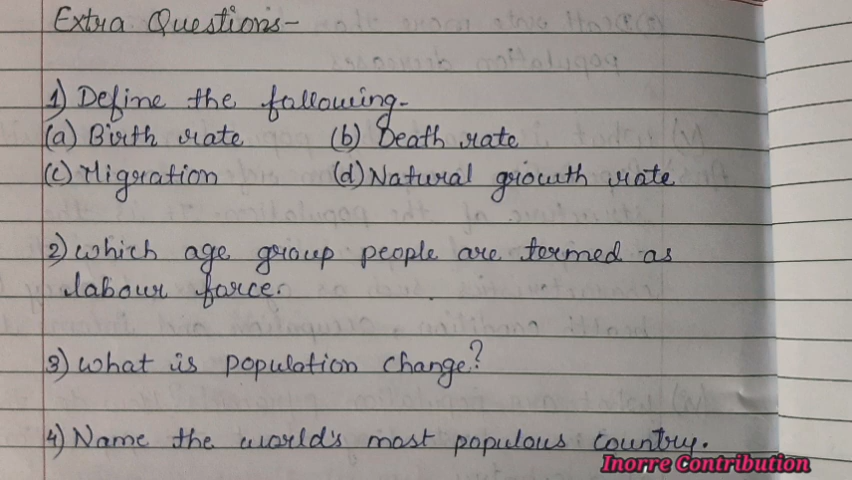 Extra Questions-
1) Define the following-
(a) Birth rate (b) Death rate
(c) Migration (d) Natural growth rate
2) which age group people are termed as
labour force.
3) What is population change?
4) Name the world's most populous country.
Inorre Contribution